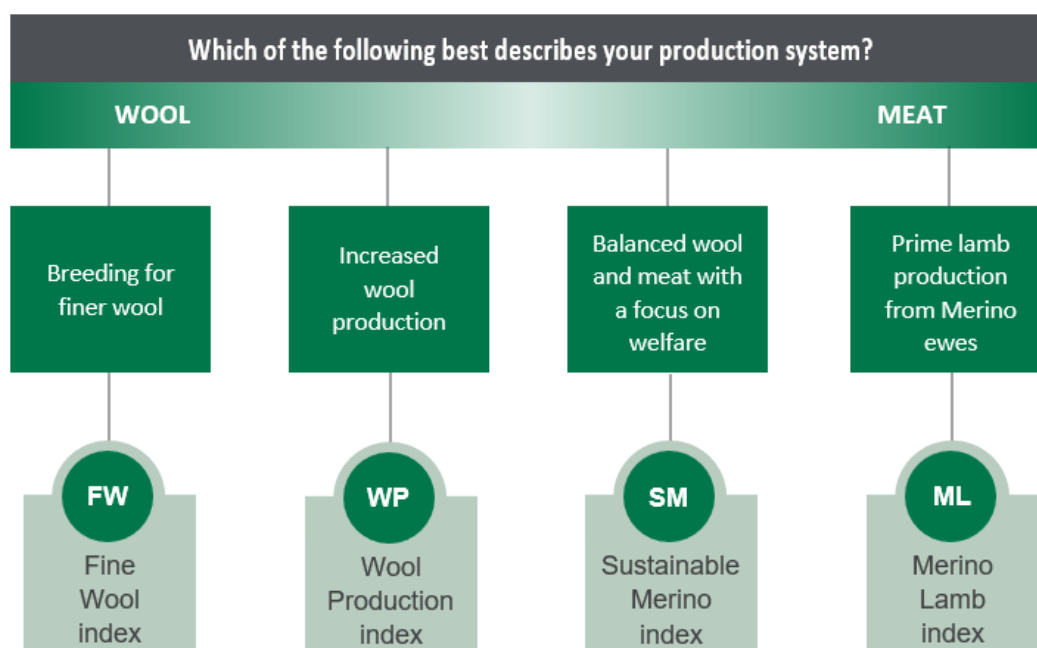 Which of the following best describes your production system?
WOOL
MEAT
Breeding for
finer wool
Increased
wool
production
Balanced wool
and meat with
a focus on
welfare
Prime lamb
production
from Merino
ewes
FW
Fine
Wool
index
WP
Wool
Production
index
SM
Sustainable
Merino
index
ML
Merino
Lamb
index